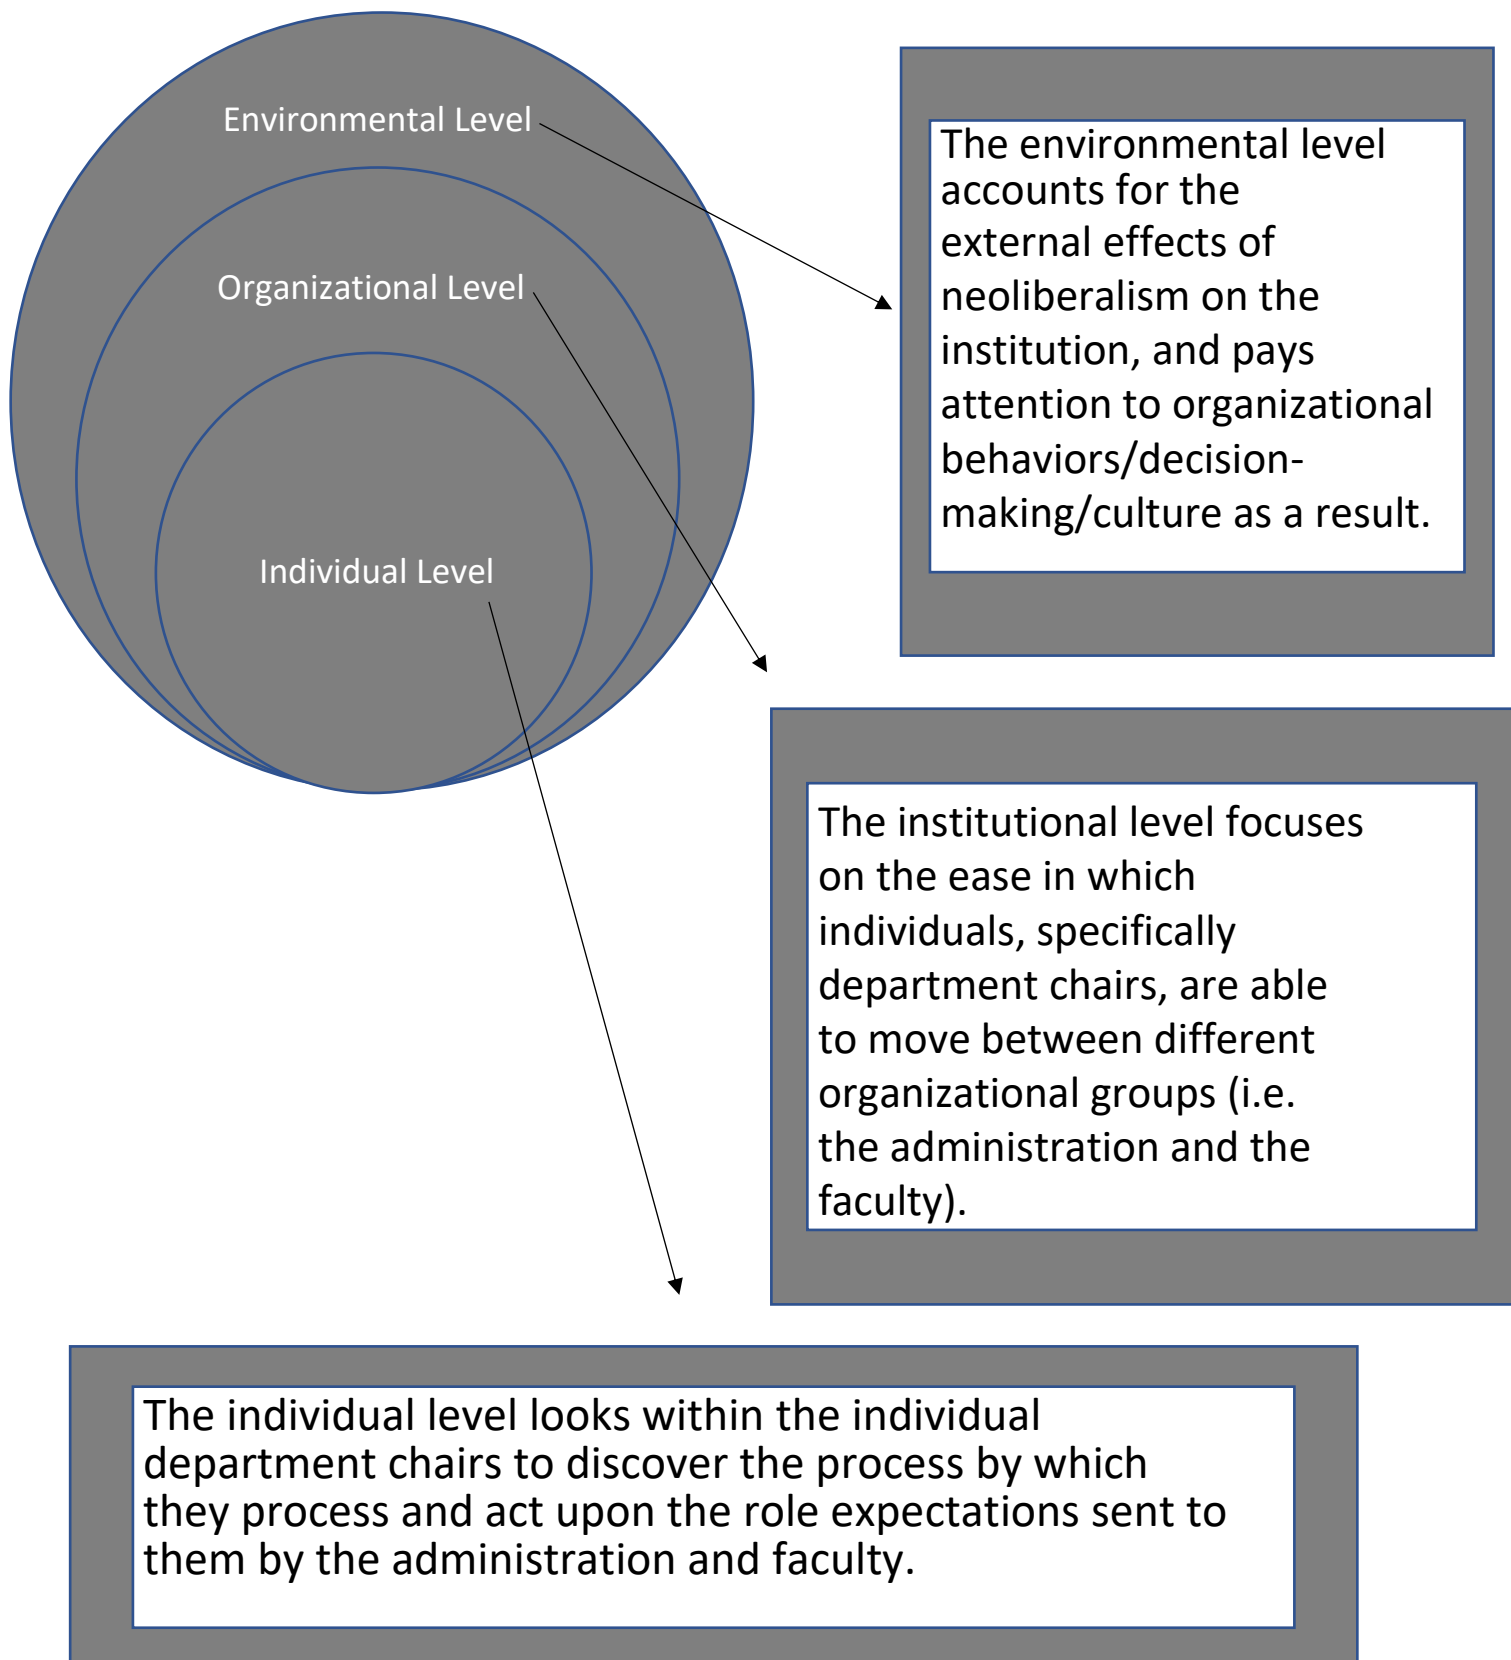 Environmental Level
Organizational Level
Individual Level
The environmental level
accounts for the
external effects of
neoliberalism on the
institution, and pays
attention to organizational
behaviors/decision-
making/culture as a result.
The institutional level focuses
on the ease in which
individuals, specifically
department chairs, are able
to move between different
organizational groups (i.e.
the administration and the
faculty).
The individual level looks within the individual
department chairs to discover the process by which
they process and act upon the role expectations sent to
them by the administration and faculty.